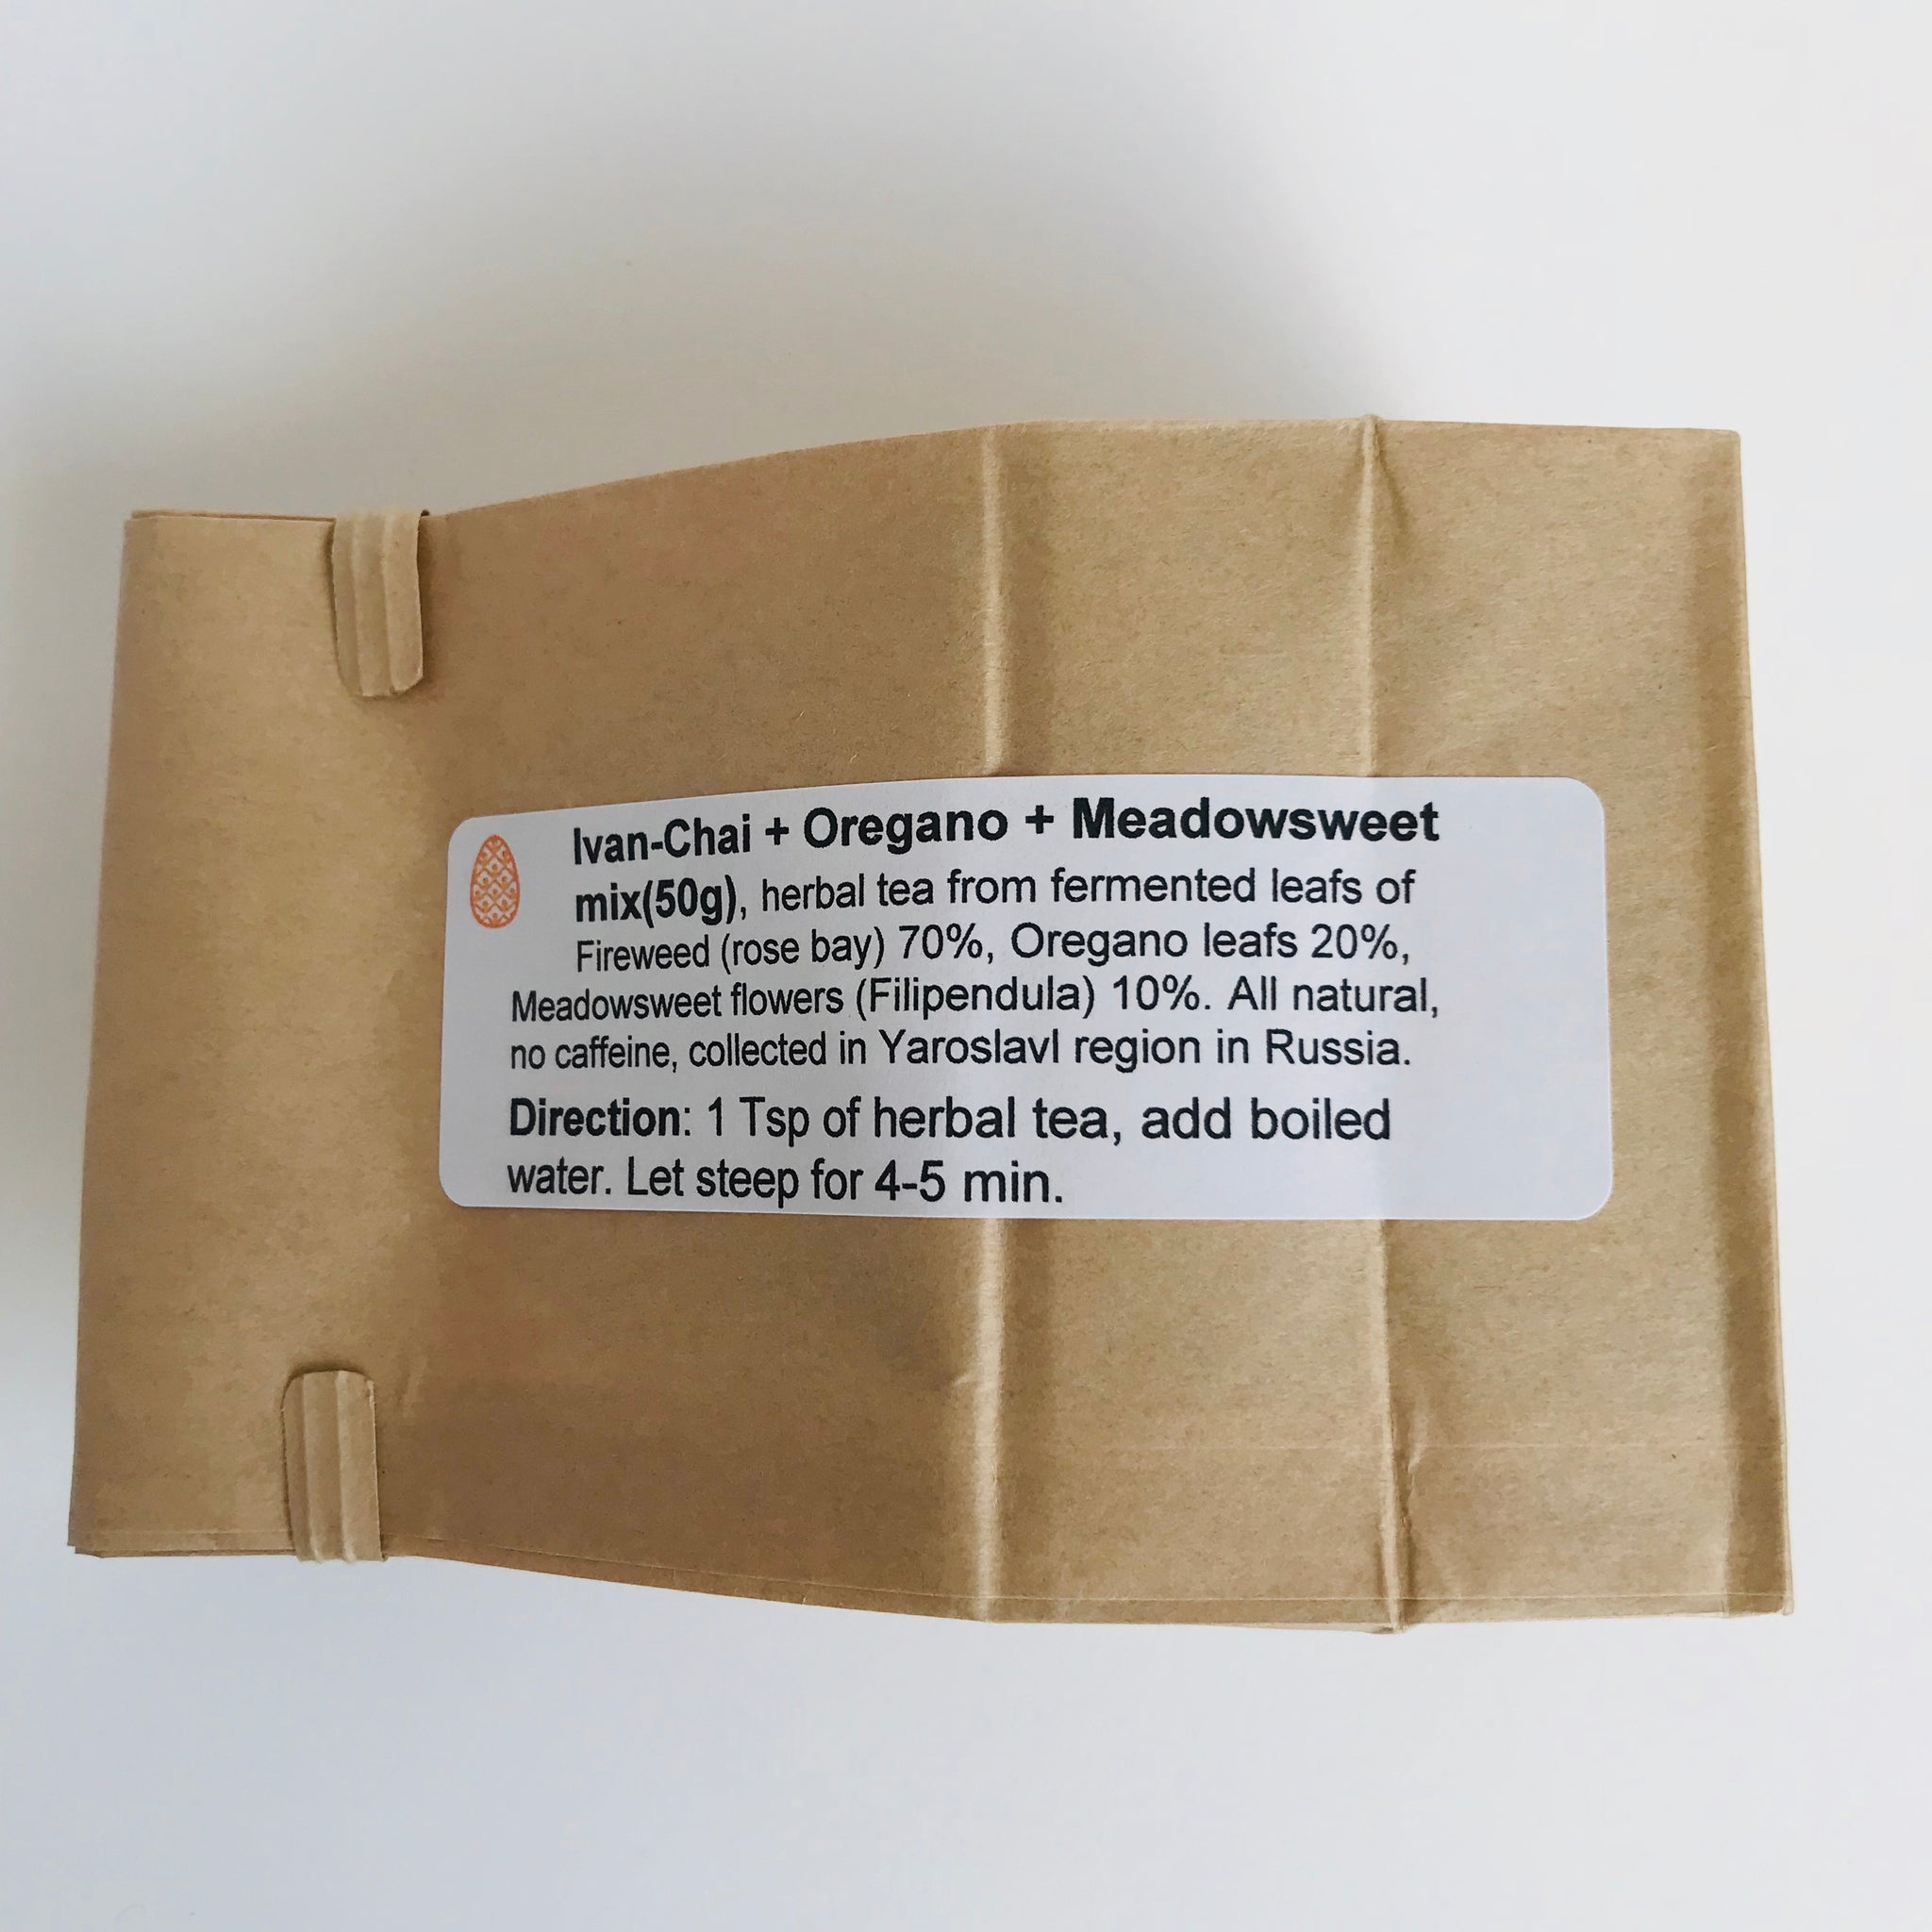 Ivan-Chai + Oregano + Meadowsweet
mix(50g), herbal tea from fermented leafs of
Fireweed (rose bay) 70%, Oregano leafs 20%,
Meadowsweet flowers (Filipendula) 10%. All natural,
no caffeine, collected in Yaroslavl region in Russia.
Direction: 1 Tsp of herbal tea, add boiled
water. Let steep for 4-5 min.